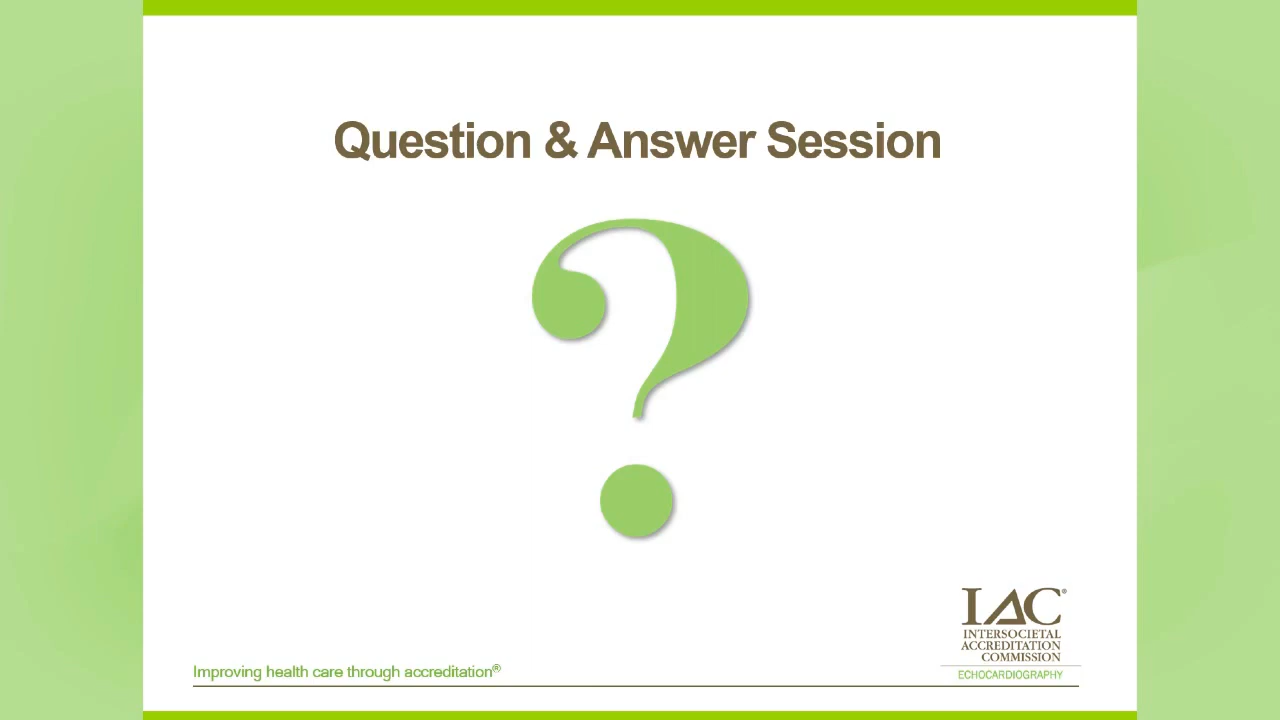 Question & Answer Session
?
IAC®
INTERSOCIETAL
ACCREDITATION
COMMISSION
ECHOCARDIOGRAPHY
Improving health care through accreditation®